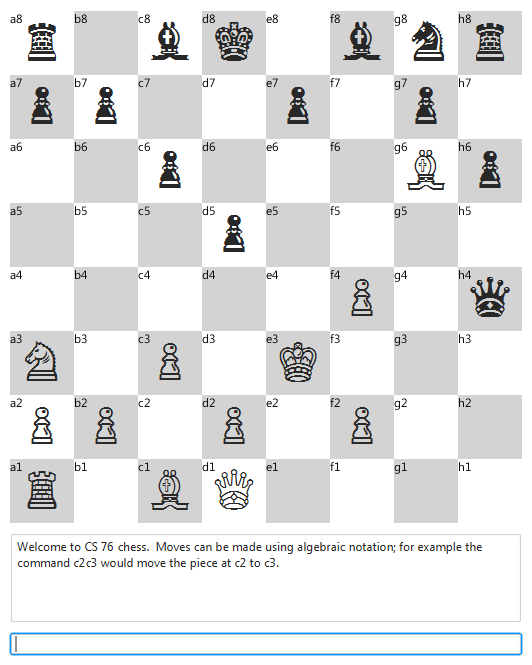 a8 b8 c8 d8 e8 f8 g8 h8
a7 b7 c7 d7 e7 f7 g7 h7
a6 b6 c6 d6 e6 f6 g6 h6
a5 b5 c5 d5 e5 f5 g5 h5
a4 b4 c4 d4 e4 f4 g4 h4
a3 b3 c3 d3 e3 f3 g3 h3
a2 b2 c2 d2 e2 f2 g2 h2
a1 b1 c1 d1 e1 f1 g1 h1
Welcome to CS 76 chess.  Moves can be made using algebraic notation; for example the
command c2c3 would move the piece at c2 to c3.